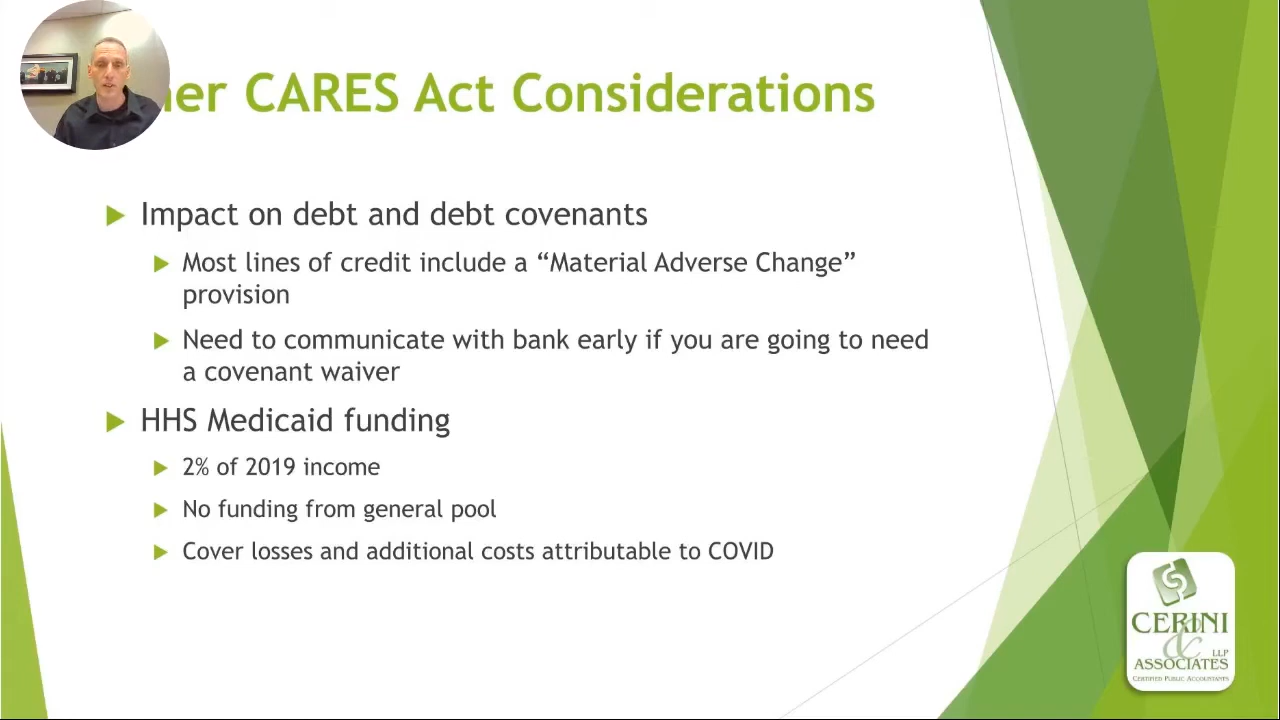 her CARES Act Considerations
Impact on debt and debt covenants
Most lines of credit include a “Material Adverse Change”
provision
Need to communicate with bank early if you are going to need
a covenant waiver
HHS Medicaid funding
2% of 2019 income
No funding from general pool
Cover losses and additional costs attributable to COVID
CERINI
&
LLP
ASSOCIATES
CERTIFIED PUBLIC ACCOUNTANTS